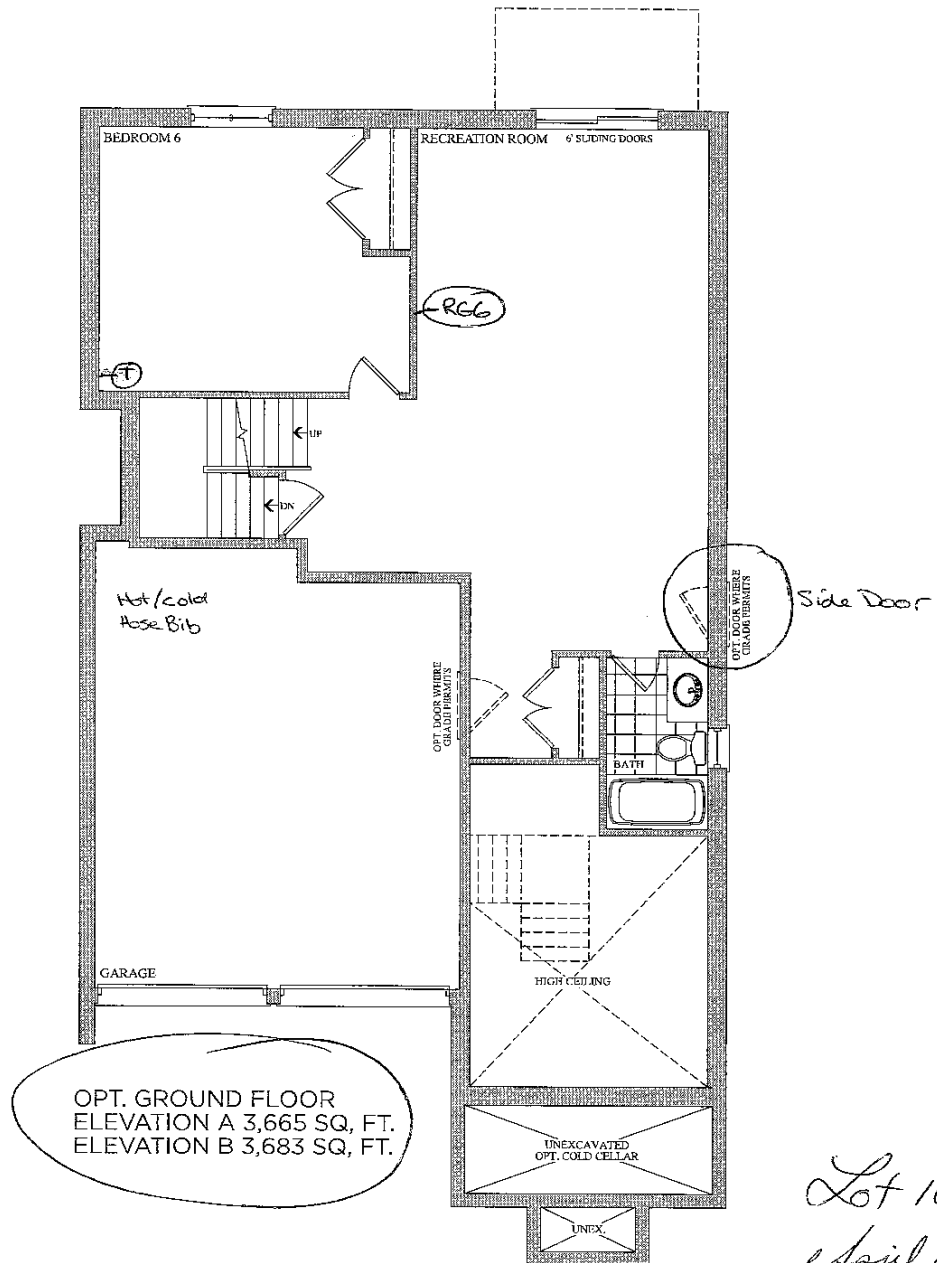 BEDROOM 6
RECREATION ROOM
6' SLIDING DOORS
RG6
T
UP
DN
Hot/cold
Hose Bib
OPT. DOOR WHERE
GRADE PERMITS
Side Door
OPT. DOOR WHERE
GRADE PERMITS
BATH
GARAGE
HIGH CEILING
OPT. GROUND FLOOR
ELEVATION A 3,665 SQ, FT.
ELEVATION B 3,683 SQ, FT.
UNEXCAVATED
OPT. COLD CELLAR
UNEX.
Lot